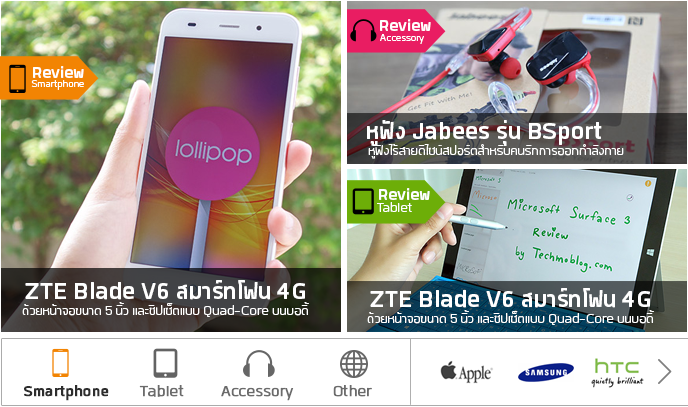 Review
Smartphone
lollipop
ZTE Blade V6 สมาร์ทโฟน 4G
ด้วยหน้าจอขนาด 5 นิ้ว และชิปเซ็ตแบบ Quad-Core บนบอดี้
Review
Accessory
Jabees
Get Fit With Me!
หูฟัง Jabees รุ่น BSport
หูฟังไร้สายดีไซน์สปอร์ตสำหรับคนรักการออกกำลังกาย
Review
Tablet
Microsoft
Microsoft Surface 3
Review
by Techmoblog.com
ZTE Blade V6 สมาร์ทโฟน 4G
ด้วยหน้าจอขนาด 5 นิ้ว และชิปเซ็ตแบบ Quad-Core บนบอดี้
Smartphone
Tablet
Accessory
Other
Apple
SAMSUNG
hTC
quietly brilliant